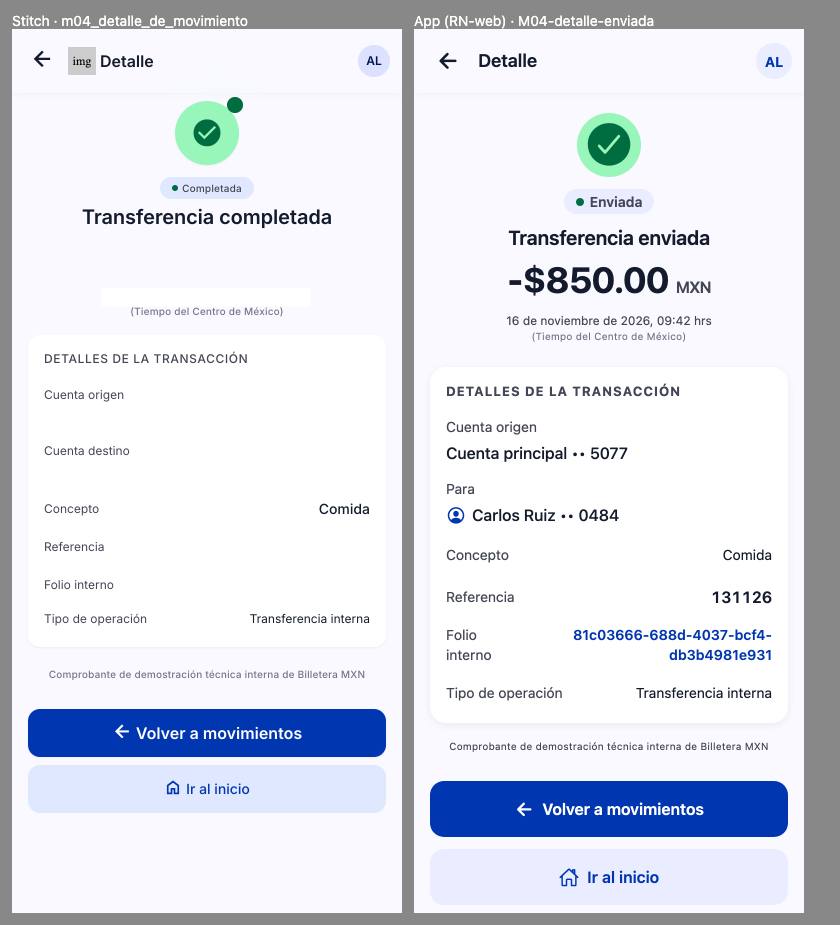 Stitch · m04_detalle_de_movimiento
img Detalle
AL
Completada
Transferencia completada
(Tiempo del Centro de México)
DETALLES DE LA TRANSACCIÓN
Cuenta origen
Cuenta destino
Concepto Comida
Referencia
Folio interno
Tipo de operación Transferencia interna
Comprobante de demostración técnica interna de Billetera MXN
Volver a movimientos
Ir al inicio
App (RN-web) · M04-detalle-enviada
Detalle
AL
Enviada
Transferencia enviada
-$850.00 MXN
16 de noviembre de 2026, 09:42 hrs
(Tiempo del Centro de México)
DETALLES DE LA TRANSACCIÓN
Cuenta origen
Cuenta principal •• 5077
Para
Carlos Ruiz •• 0484
Concepto Comida
Referencia 131126
Folio interno 81c03666-688d-4037-bcf4-
db3b4981e931
Tipo de operación Transferencia interna
Comprobante de demostración técnica interna de Billetera MXN
Volver a movimientos
Ir al inicio